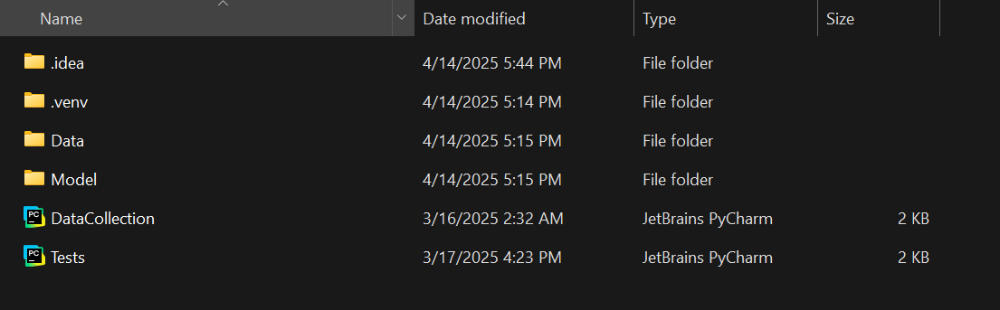 Name Date modified Type Size
.idea 4/14/2025 5:44 PM File folder
.venv 4/14/2025 5:14 PM File folder
Data 4/14/2025 5:15 PM File folder
Model 4/14/2025 5:15 PM File folder
PC DataCollection 3/16/2025 2:32 AM JetBrains PyCharm 2 KB
PC Tests 3/17/2025 4:23 PM JetBrains PyCharm 2 KB